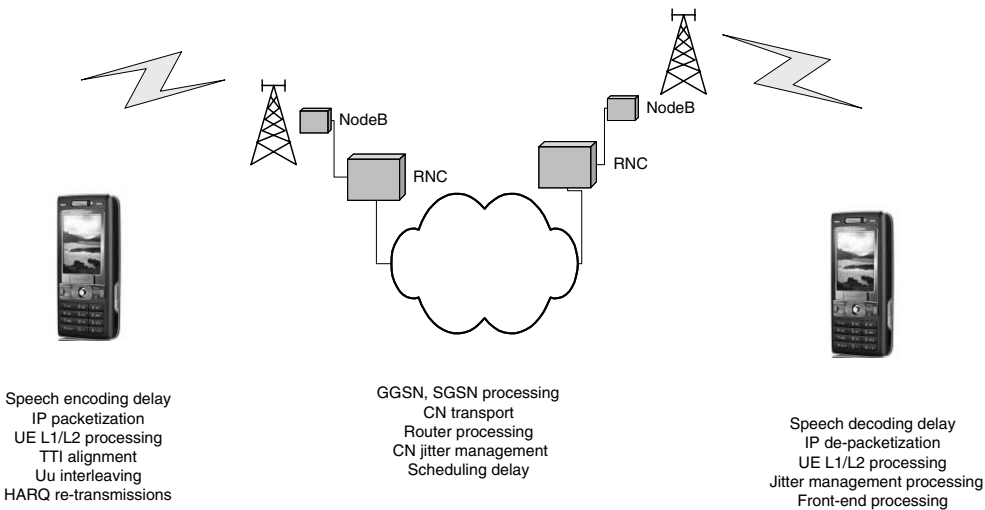 NodeB
NodeB
RNC
RNC
Speech encoding delay
IP packetization
UE L1/L2 processing
TTI alignment
Uu interleaving
HARQ re-transmissions
GGSN, SGSN processing
CN transport
Router processing
CN jitter management
Scheduling delay
Speech decoding delay
IP de-packetization
UE L1/L2 processing
Jitter management processing
Front-end processing